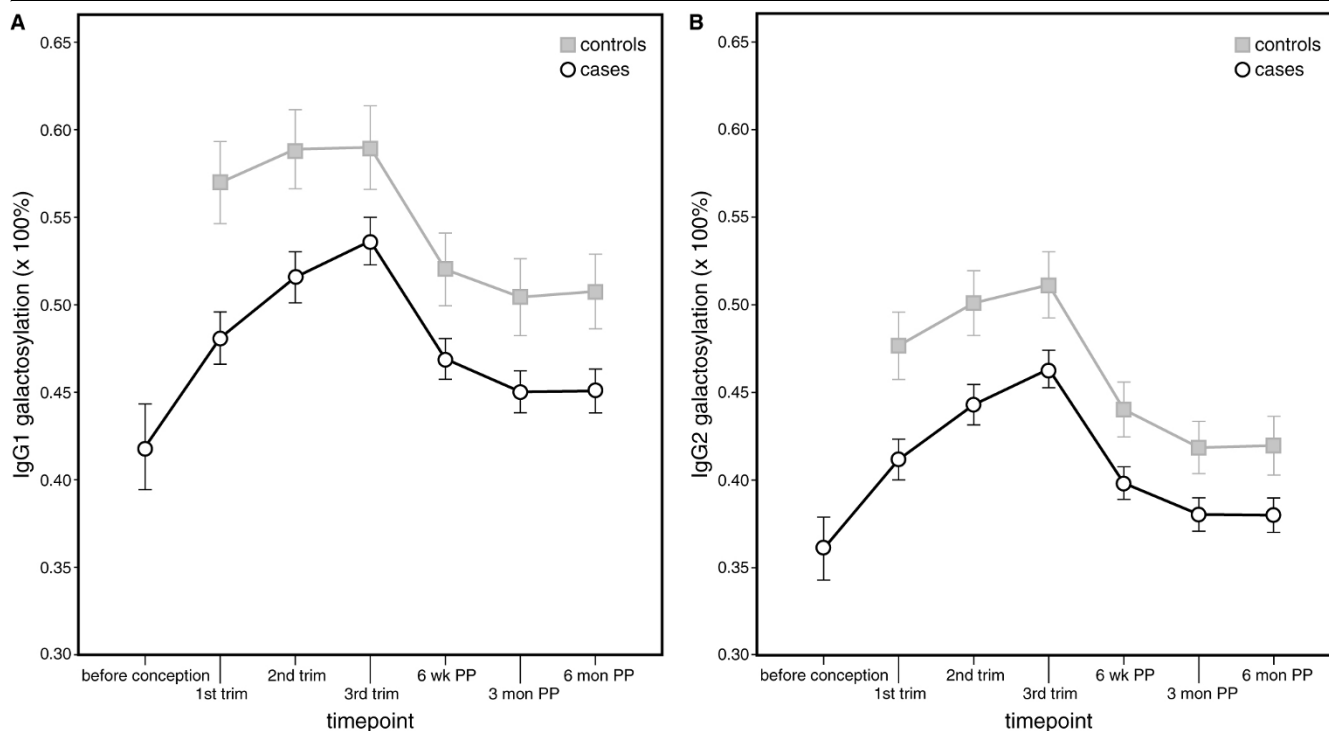 A
IgG1 galactosylation (x 100%)
0.65
0.60
0.55
0.50
0.45
0.40
0.35
0.30
controls
cases
before conception
1st trim
2nd trim
3rd trim
6 wk PP
3 mon PP
6 mon PP
timepoint
B
IgG2 galactosylation (x 100%)
0.65
0.60
0.55
0.50
0.45
0.40
0.35
0.30
controls
cases
before conception
1st trim
2nd trim
3rd trim
6 wk PP
3 mon PP
6 mon PP
timepoint